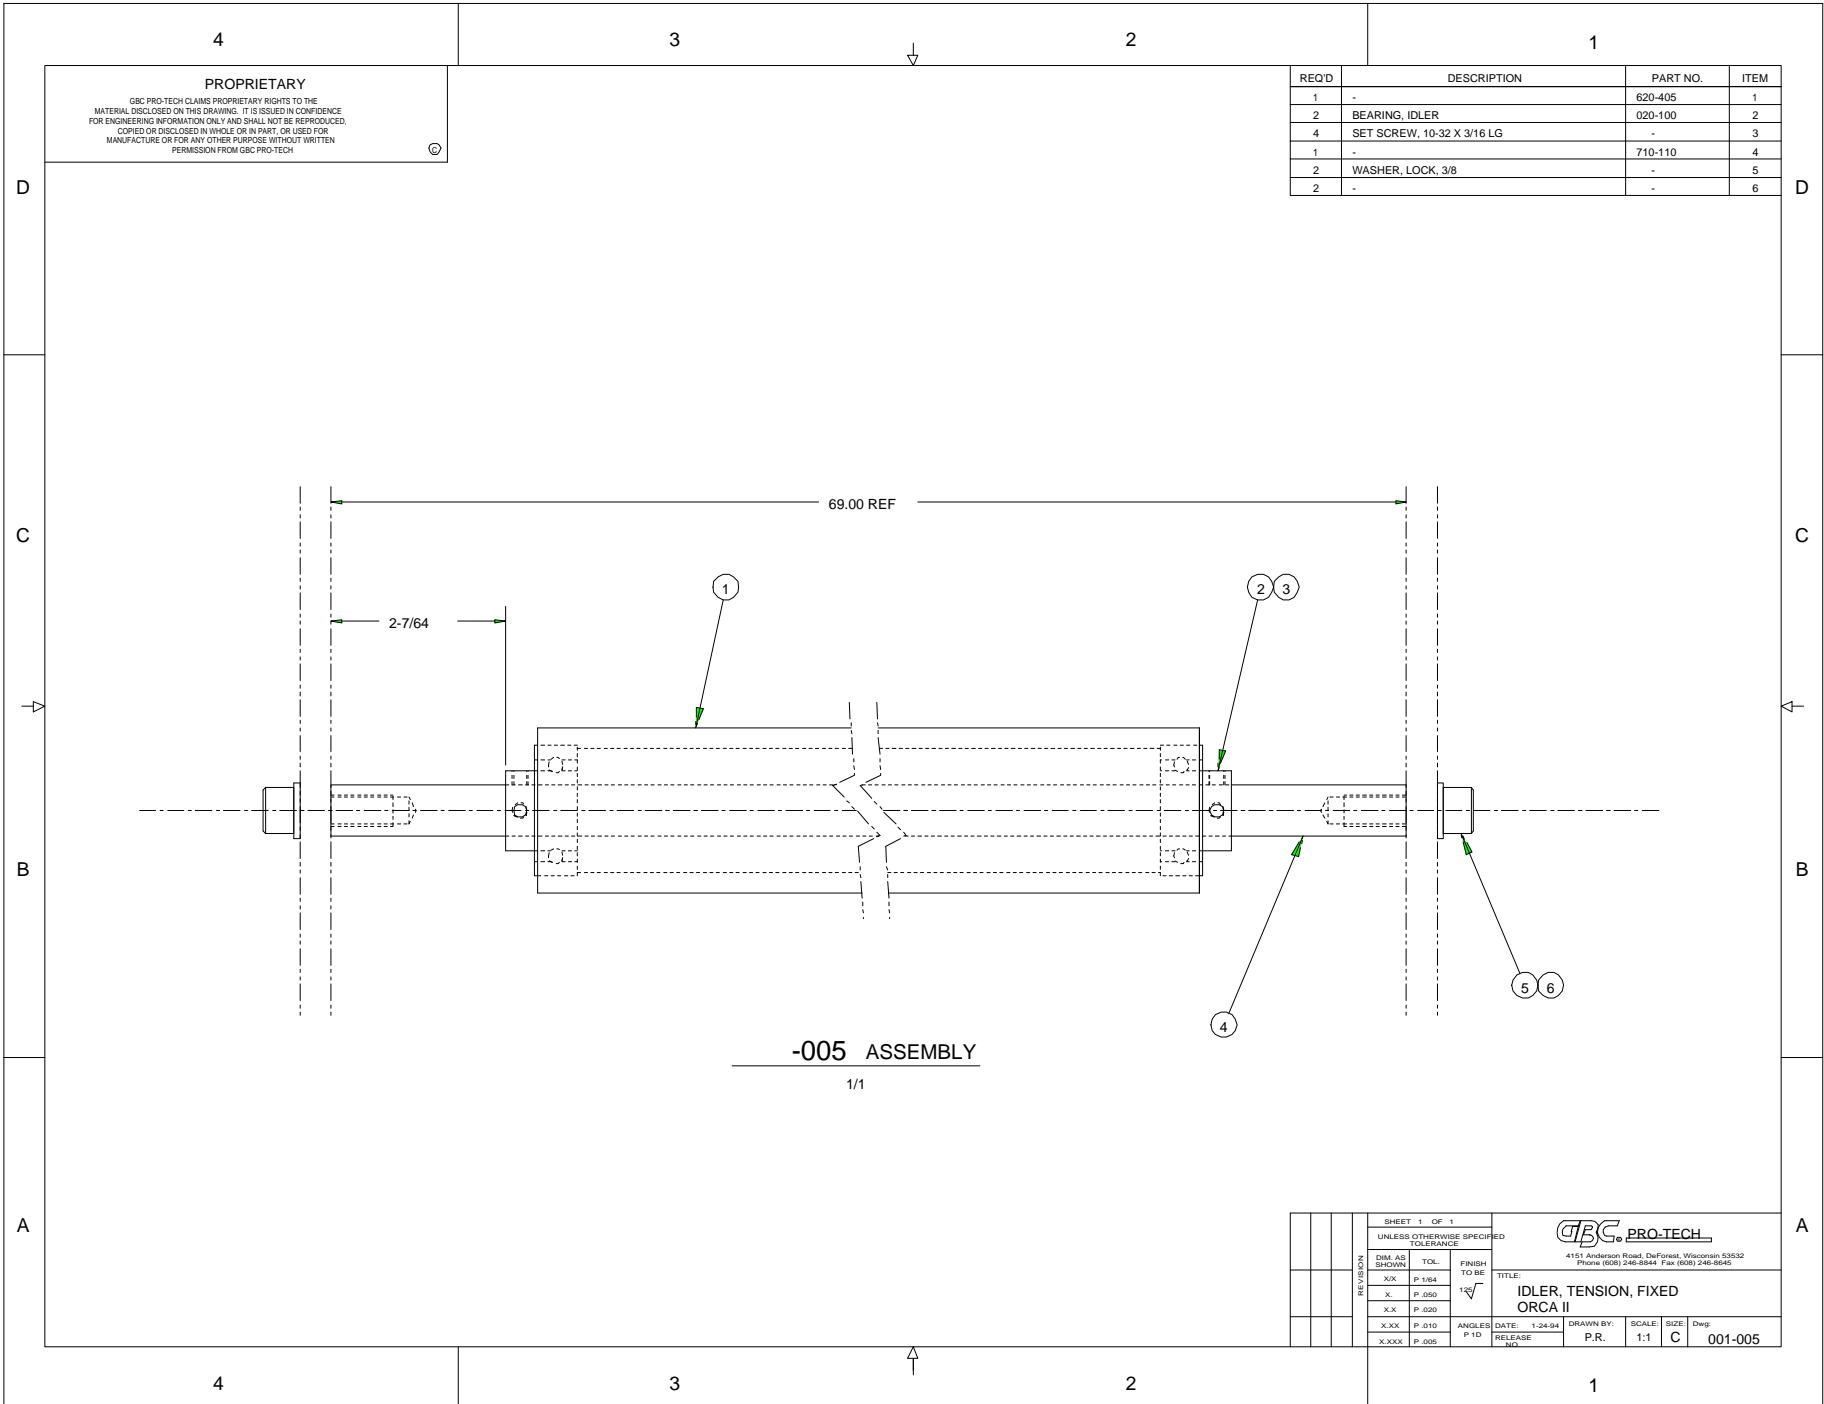 4 3 2 1
PROPRIETARY
GBC PRO-TECH CLAIMS PROPRIETARY RIGHTS TO THE
MATERIAL DISCLOSED ON THIS DRAWING. IT IS ISSUED IN CONFIDENCE
FOR ENGINEERING INFORMATION ONLY AND SHALL NOT BE REPRODUCED,
COPIED OR DISCLOSED IN WHOLE OR IN PART, OR USED FOR
MANUFACTURE OR FOR ANY OTHER PURPOSE WITHOUT WRITTEN
PERMISSION FROM GBC PRO-TECH
C
REQ'D DESCRIPTION PART NO. ITEM
1 - 620-405 1
2 BEARING, IDLER 020-100 2
4 SET SCREW, 10-32 X 3/16 LG - 3
1 - 710-110 4
2 WASHER, LOCK, 3/8 - 5
2 - - 6
D D
69.00 REF
C C
1
2 3
2-7/64
B B
5 6
4
-005 ASSEMBLY
1/1
A A
REVISION
SHEET 1 OF 1
UNLESS OTHERWISE SPECIFIED
TOLERANCE
DIM. AS
SHOWN
TOL.
X/X P 1/64
X. P .050
X.X P .020
X.XX P .010
X.XXX P .005
FINISH
TO BE
125
ANGLES
P 1D
GBC PRO-TECH
4151 Anderson Road, DeForest, Wisconsin 53532
Phone (608) 246-8844 Fax (608) 246-8645
TITLE:
IDLER, TENSION, FIXED
ORCA II
DATE: 1-24-94
RELEASE
NO.
DRAWN BY:
P.R.
SCALE:
1:1
SIZE:
C
Dwg:
001-005
4 3 2 1